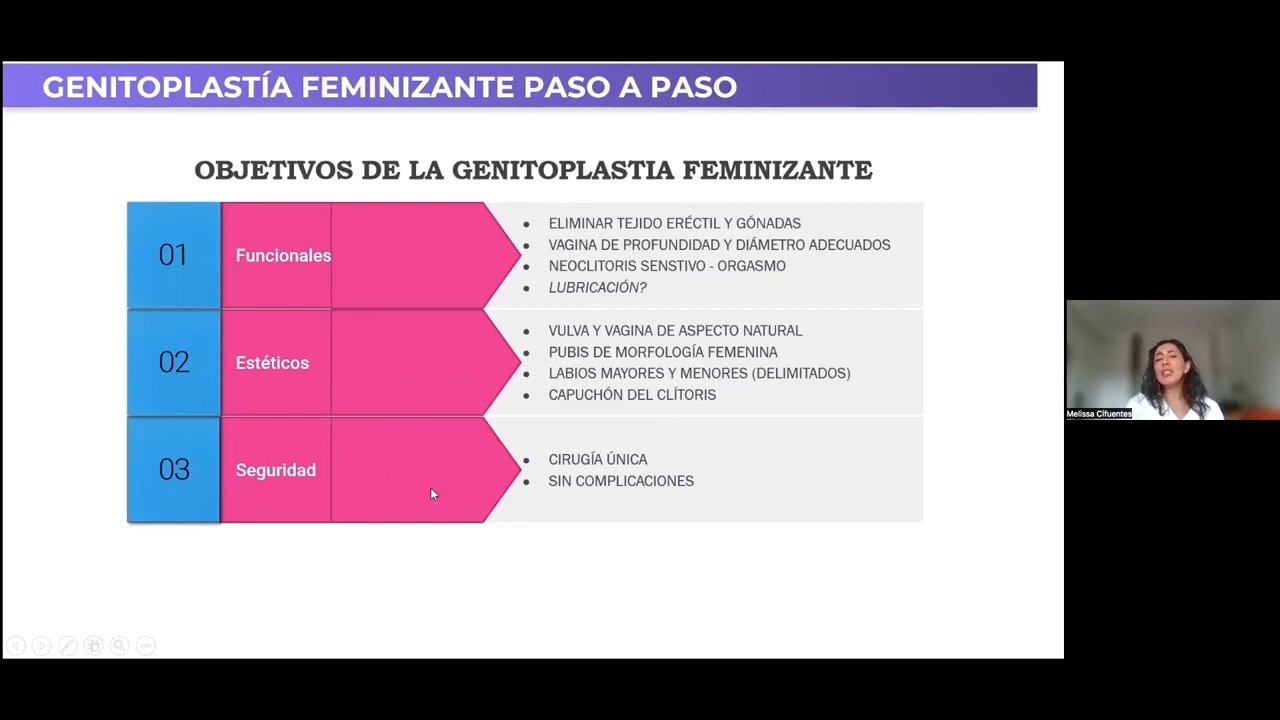 GENITOPLASTÍA FEMINIZANTE PASO A PASO
OBJETIVOS DE LA GENITOPLASTIA FEMINIZANTE
01
Funcionales
ELIMINAR TEJIDO ERÉCTIL Y GÓNADAS
VAGINA DE PROFUNDIDAD Y DIÁMETRO ADECUADOS
NEOCLITORIS SENSTIVO - ORGASMO
LUBRICACIÓN?
02
Estéticos
VULVA Y VAGINA DE ASPECTO NATURAL
PUBIS DE MORFOLOGÍA FEMENINA
LABIOS MAYORES Y MENORES (DELIMITADOS)
CAPUCHÓN DEL CLÍTORIS
03
Seguridad
CIRUGÍA ÚNICA
SIN COMPLICACIONES
Melissa Cifuentes